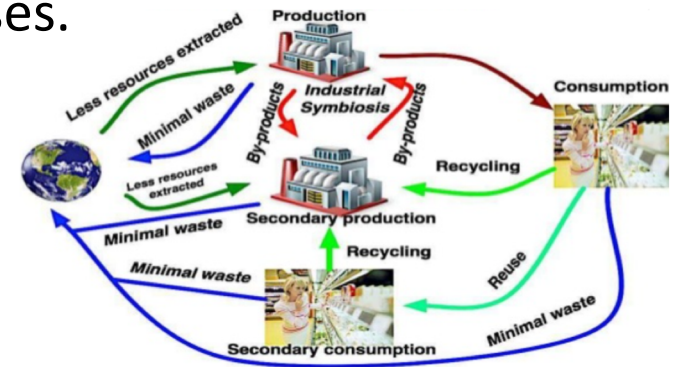 ses.
Production
Less resources extracted
Minimal waste
By-products
Industrial
Symbiosis
By-products
Consumption
Recycling
Less resources
extracted
Secondary production
Minimal waste
Recycling
Minimal waste
Reuse
Minimal waste
Secondary consumption